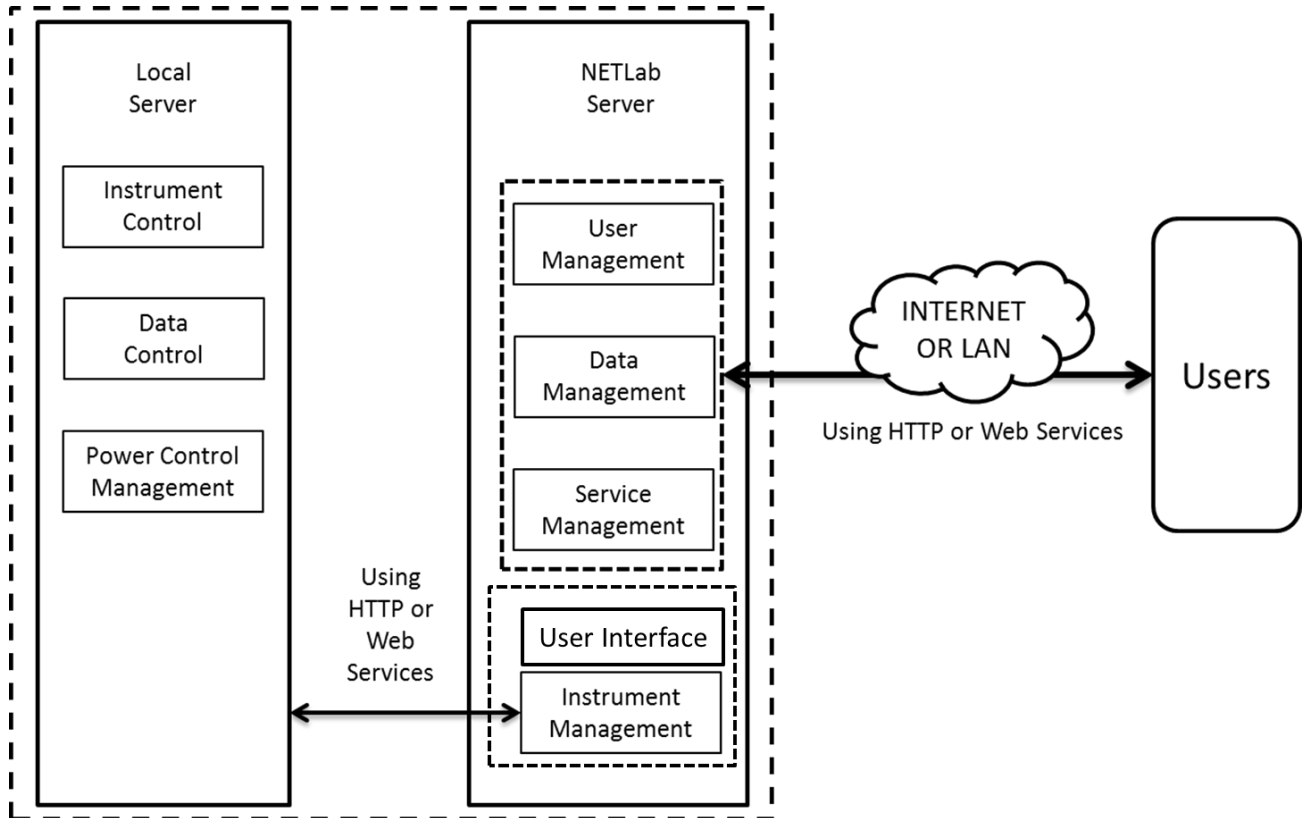 Local
Server
Instrument
Control
Data
Control
Power Control
Management
Using
HTTP or
Web
Services
NETLab
Server
User
Management
Data
Management
Service
Management
User Interface
Instrument
Management
INTERNET
OR LAN
Using HTTP or Web Services
Users